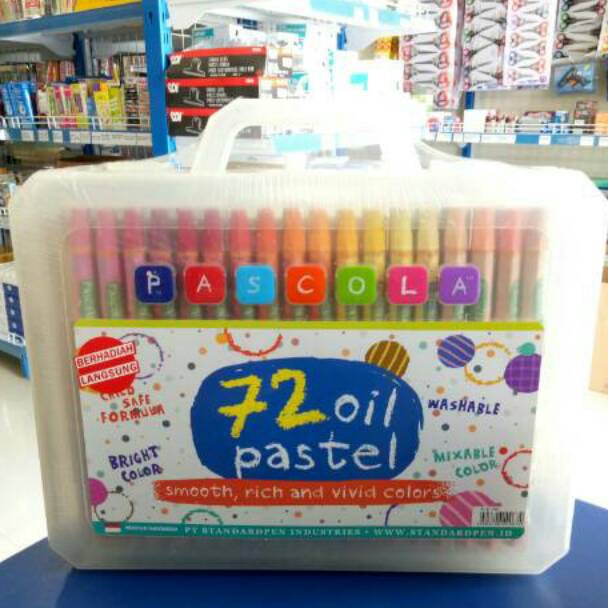 PASCOLA
BERHADIAH
LANGSUNG
CHILD
SAFE
FORMULA
72 oil
pastel
WASHABLE
BRIGHT
COLOR
MIXABLE
COLOR
smooth, rich and vivid colors
PT STANDARDPEN INDUSTRIES • WWW.STANDARDPEN.ID